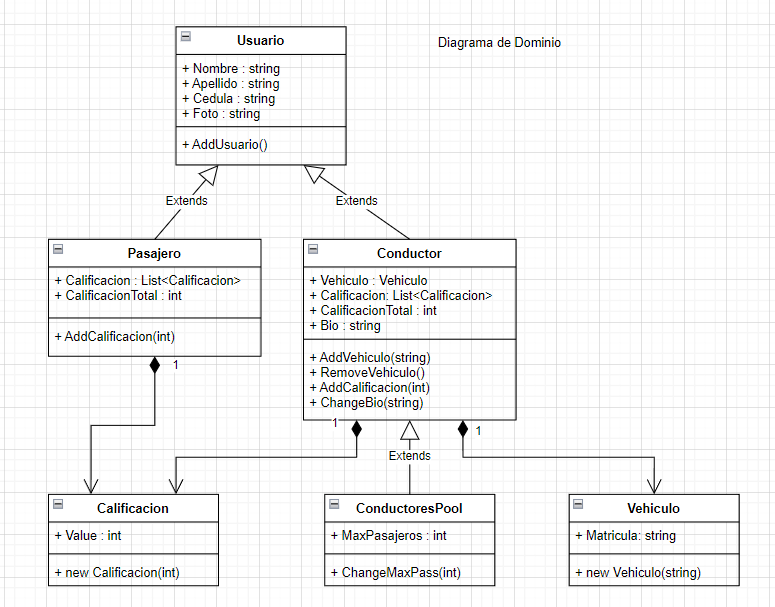 Usuario
Diagrama de Dominio
+ Nombre : string
+ Apellido : string
+ Cedula : string
+ Foto : string
+ AddUsuario()
Extends
Extends
Pasajero
+ Calificacion : List<Calificacion>
+ CalificacionTotal : int
+ AddCalificacion(int)
1
Conductor
+ Vehiculo : Vehiculo
+ Calificacion: List<Calificacion>
+ CalificacionTotal : int
+ Bio : string
+ AddVehiculo(string)
+ RemoveVehiculo()
+ AddCalificacion(int)
+ ChangeBio(string)
1
1
Extends
Calificacion
+ Value : int
+ new Calificacion(int)
ConductoresPool
+ MaxPasajeros : int
+ ChangeMaxPass(int)
Vehiculo
+ Matricula: string
+ new Vehiculo(string)